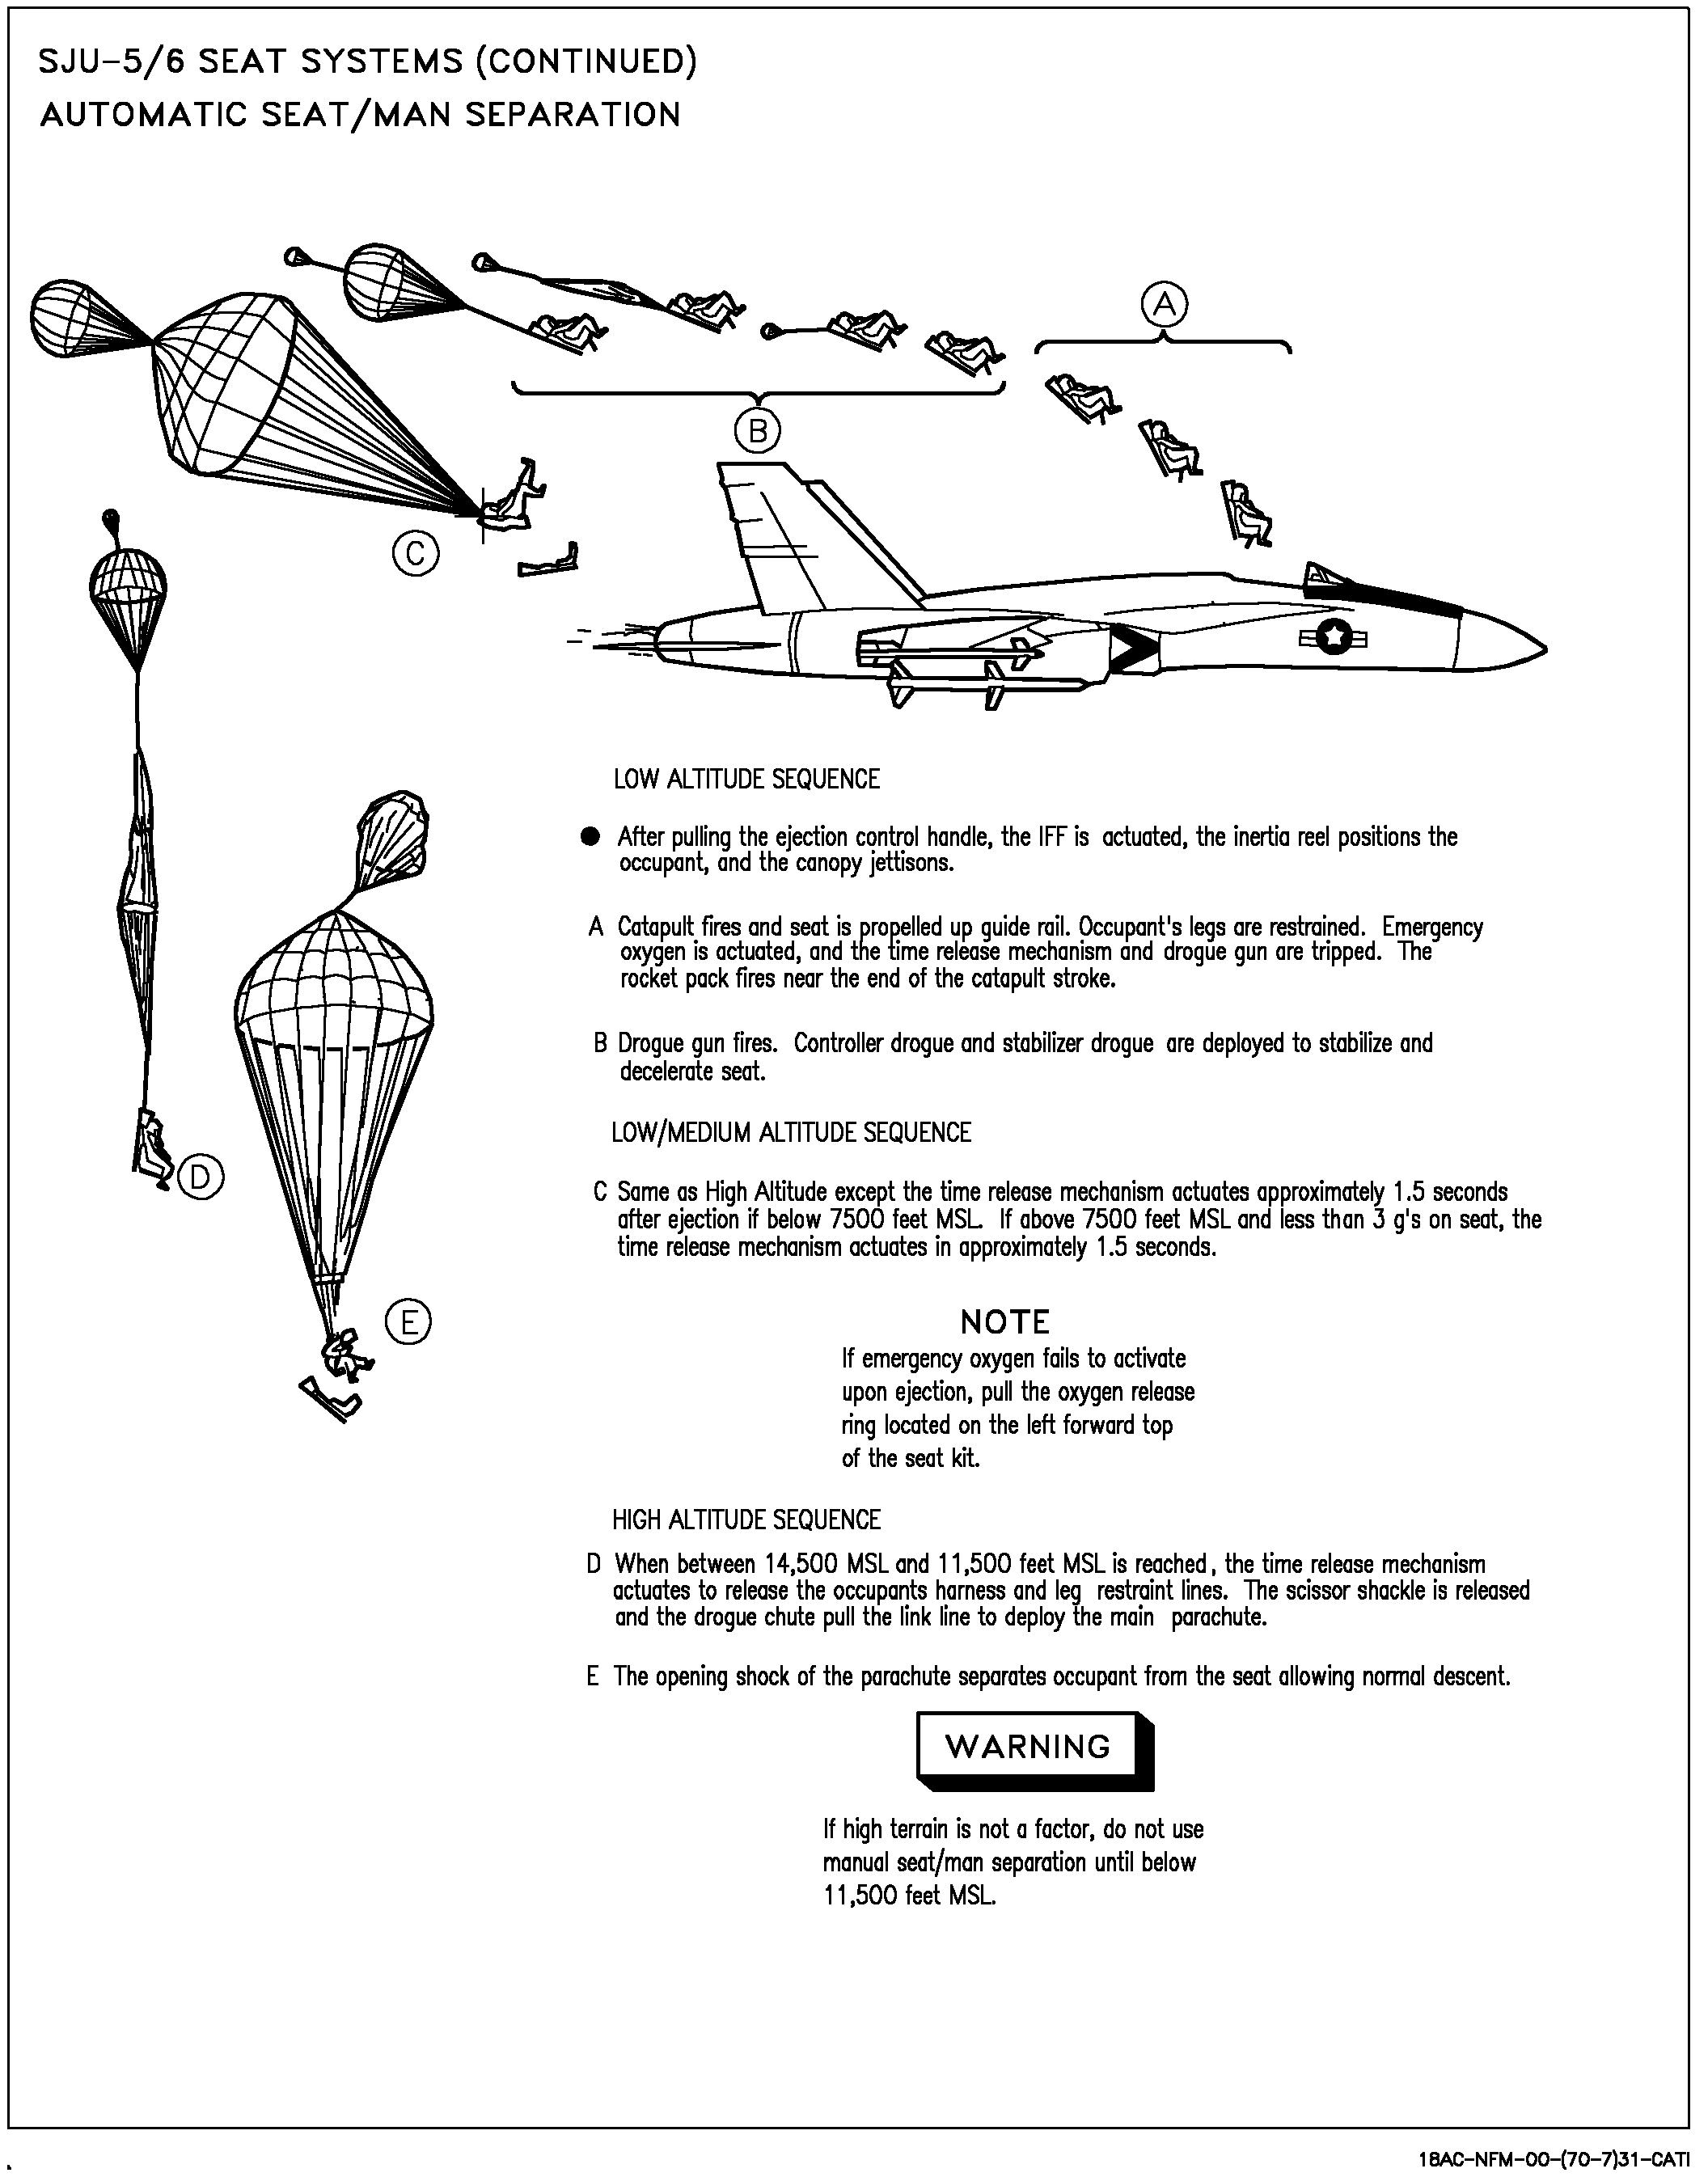 SJU-5/6 SEAT SYSTEMS (CONTINUED)
AUTOMATIC SEAT/MAN SEPARATION
A
B
C
D
E
LOW ALTITUDE SEQUENCE
● After pulling the ejection control handle, the IFF is actuated, the inertia reel positions the
occupant, and the canopy jettisons.
A Catapult fires and seat is propelled up guide rail. Occupant's legs are restrained. Emergency
oxygen is actuated, and the time release mechanism and drogue gun are tripped. The
rocket pack fires near the end of the catapult stroke.
B Drogue gun fires. Controller drogue and stabilizer drogue are deployed to stabilize and
decelerate seat.
LOW/MEDIUM ALTITUDE SEQUENCE
C Same as High Altitude except the time release mechanism actuates approximately 1.5 seconds
after ejection if below 7500 feet MSL. If above 7500 feet MSL and less than 3 g's on seat, the
time release mechanism actuates in approximately 1.5 seconds.
NOTE
If emergency oxygen fails to activate
upon ejection, pull the oxygen release
ring located on the left forward top
of the seat kit.
HIGH ALTITUDE SEQUENCE
D When between 14,500 MSL and 11,500 feet MSL is reached, the time release mechanism
actuates to release the occupants harness and leg restraint lines. The scissor shackle is released
and the drogue chute pull the link line to deploy the main parachute.
E The opening shock of the parachute separates occupant from the seat allowing normal descent.
WARNING
If high terrain is not a factor, do not use
manual seat/man separation until below
11,500 feet MSL.
18AC-NFM-00-(70-7)31-CATI